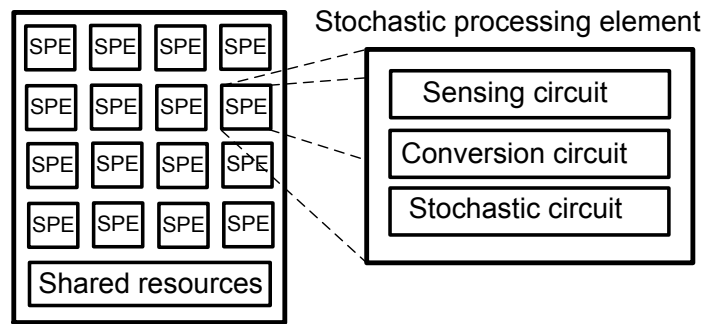 Stochastic processing element
SPE SPE SPE SPE
SPE SPE SPE SPE
SPE SPE SPE SPE
SPE SPE SPE SPE
Shared resources
Sensing circuit
Conversion circuit
Stochastic circuit